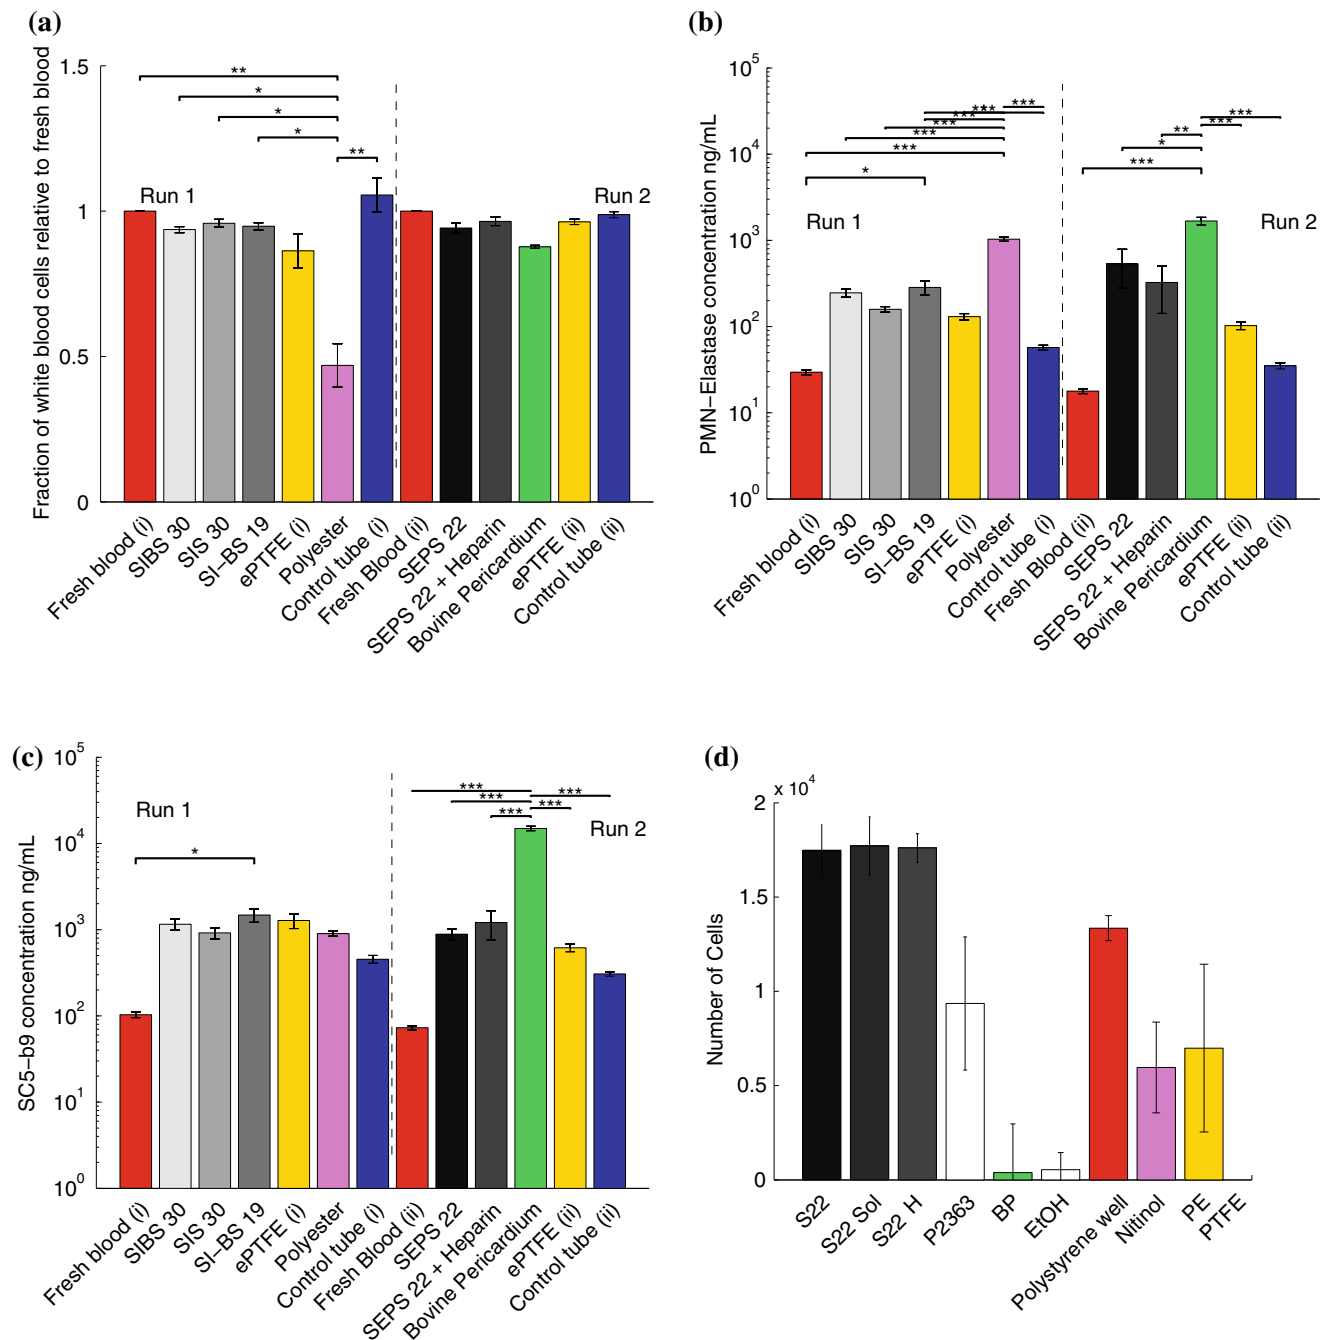 (a)
Fraction of white blood cells relative to fresh blood
1.5
1
0.5
0
Run 1
Run 2
**
*
*
*
**
Fresh blood (i)
SIBS 30
SIS 30
SI-BS 19
ePTFE (i)
Polyester
Control tube (i)
Fresh Blood (ii)
SEPS 22
SEPS 22 + Heparin
Bovine Pericardium
ePTFE (ii)
Control tube (ii)
(b)
PMN-Elastase concentration ng/mL
10^5
10^4
10^3
10^2
10^1
10^0
Run 1
Run 2
***
***
***
***
***
***
*
***
***
**
*
***
Fresh blood (i)
SIBS 30
SIS 30
SI-BS 19
ePTFE (i)
Polyester
Control tube (i)
Fresh Blood (ii)
SEPS 22
SEPS 22 + Heparin
Bovine Pericardium
ePTFE (ii)
Control tube (ii)
(c)
SC5-b9 concentration ng/mL
10^5
10^4
10^3
10^2
10^1
10^0
Run 1
Run 2
*
***
***
***
***
***
Fresh blood (i)
SIBS 30
SIS 30
SI-BS 19
ePTFE (i)
Polyester
Control tube (i)
Fresh Blood (ii)
SEPS 22
SEPS 22 + Heparin
Bovine Pericardium
ePTFE (ii)
Control tube (ii)
(d)
x 10^4
Number of Cells
2
1.5
1
0.5
0
S22
S22 Sol
S22 H
P2363
BP
EtOH
Polystyrene well
Nitinol
PE
PTFE